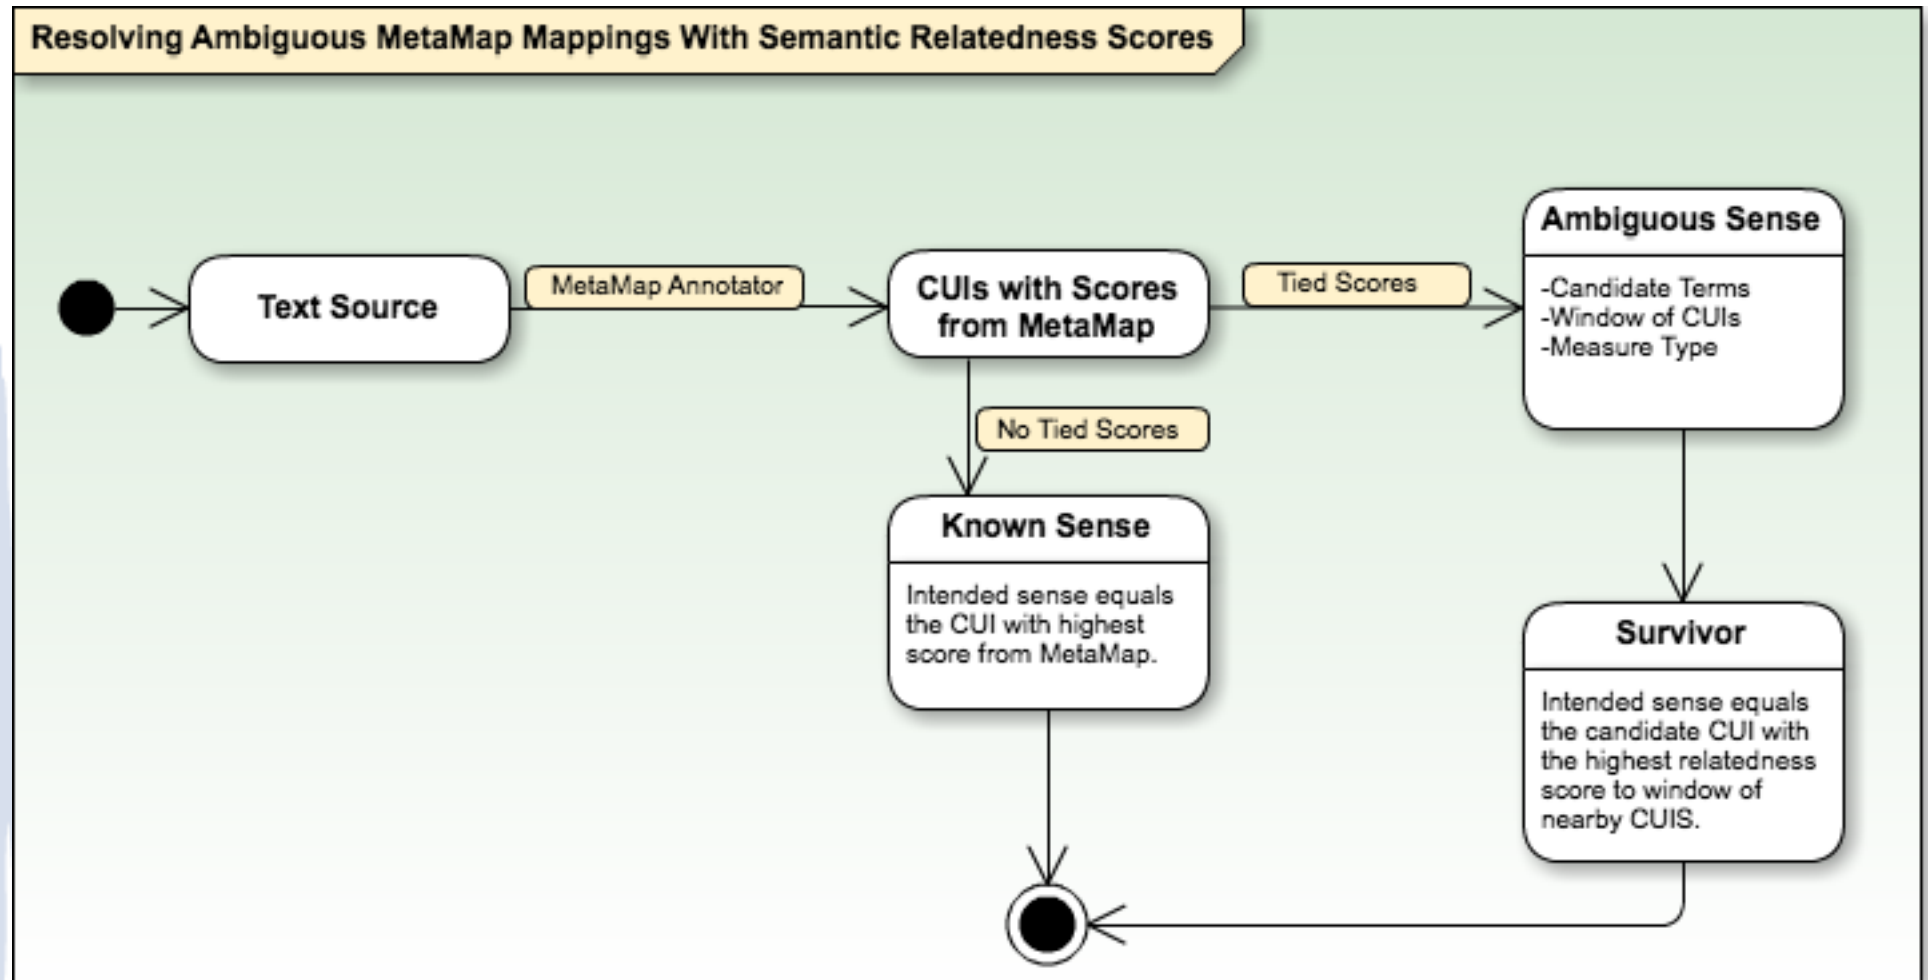 Resolving Ambiguous MetaMap Mappings With Semantic Relatedness Scores
Text Source
MetaMap Annotator
CUIs with Scores
from MetaMap
Tied Scores
Ambiguous Sense
-Candidate Terms
-Window of CUIs
-Measure Type
No Tied Scores
Known Sense
Intended sense equals
the CUI with highest
score from MetaMap.
Survivor
Intended sense equals
the candidate CUI with
the highest relatedness
score to window of
nearby CUIS.